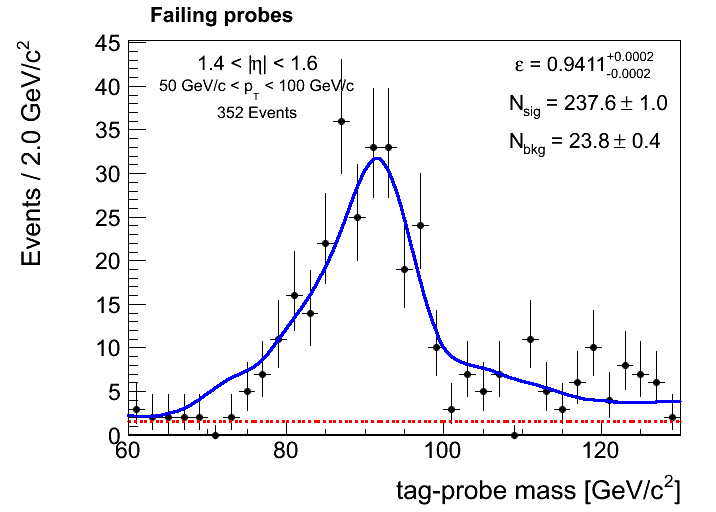 Failing probes
Events / 2.0 GeV/c²
45
40
35
30
25
20
15
10
5
0
1.4 < |η| < 1.6
50 GeV/c < p_T < 100 GeV/c
352 Events
ε = 0.9411 +0.0002 -0.0002
N_sig = 237.6 ± 1.0
N_bkg = 23.8 ± 0.4
60 80 100 120
tag-probe mass [GeV/c²]